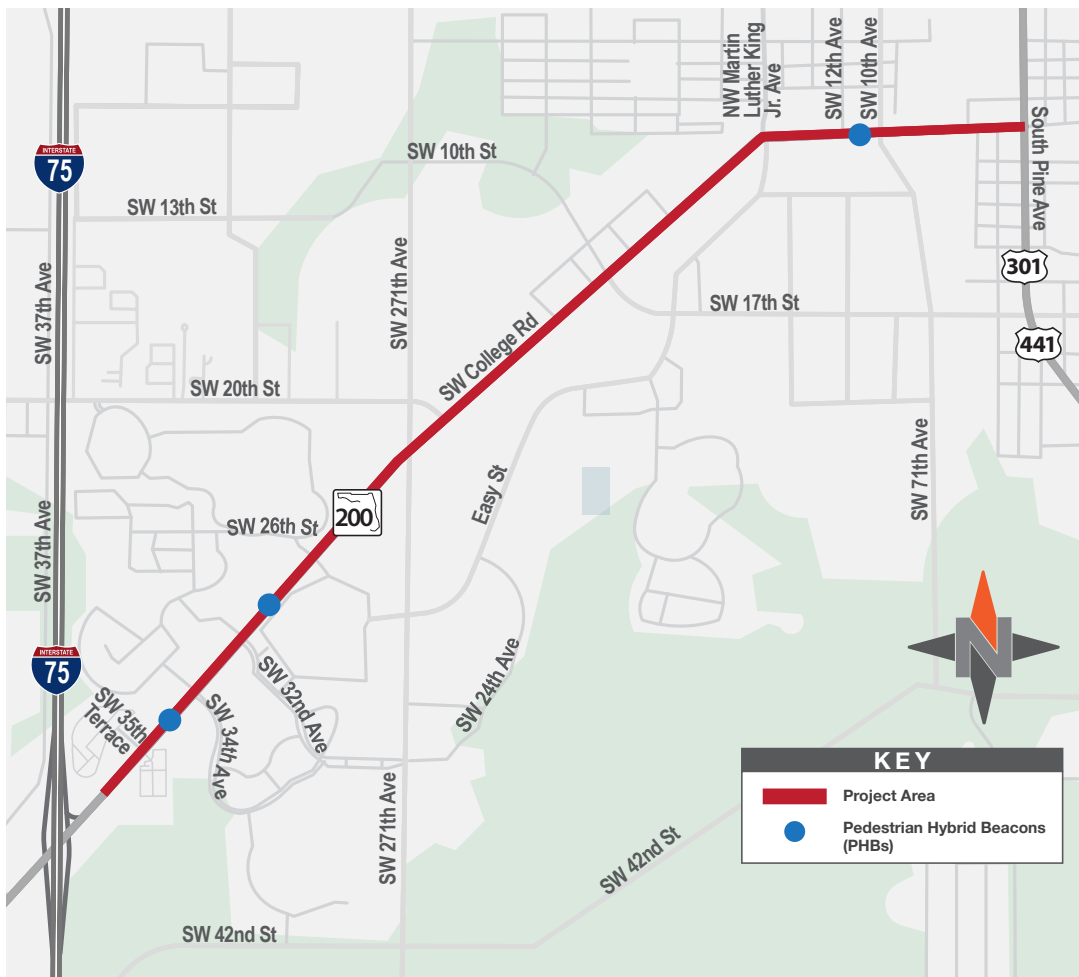 NW Martin
Luther King
Jr. Ave
SW 12th Ave
SW 10th Ave
South Pine Ave
INTERSTATE
75
SW 10th St
SW 13th St
SW 37th Ave
SW 271th Ave
301
SW 17th St
441
SW College Rd
SW 20th St
SW 71th Ave
Easy St
200
SW 26th St
SW 37th Ave
INTERSTATE
75
SW 35th
Terrace
SW 34th Ave
SW 32nd Ave
SW 24th Ave
N
SW 271th Ave
SW 42nd St
SW 42nd St
KEY
Project Area
Pedestrian Hybrid Beacons
(PHBs)